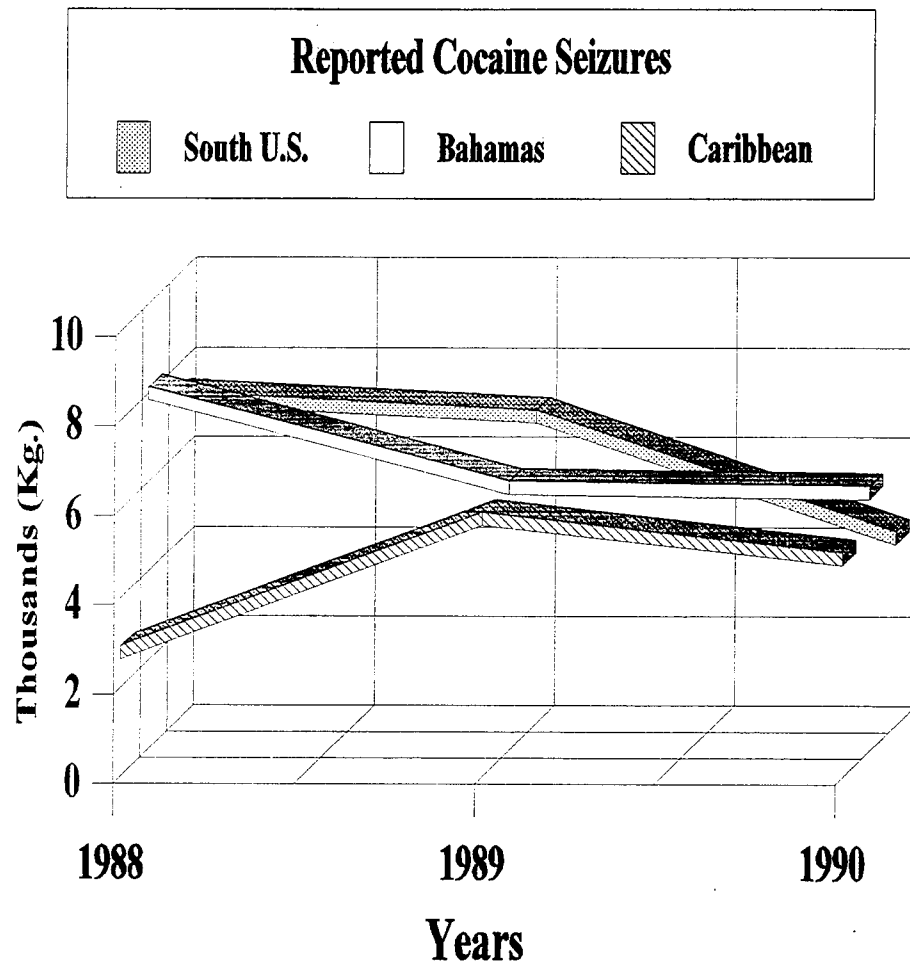 Reported Cocaine Seizures
South U.S. Bahamas Caribbean
10
8
6
4
2
0
Thousands (Kg.)
1988 1989 1990
Years